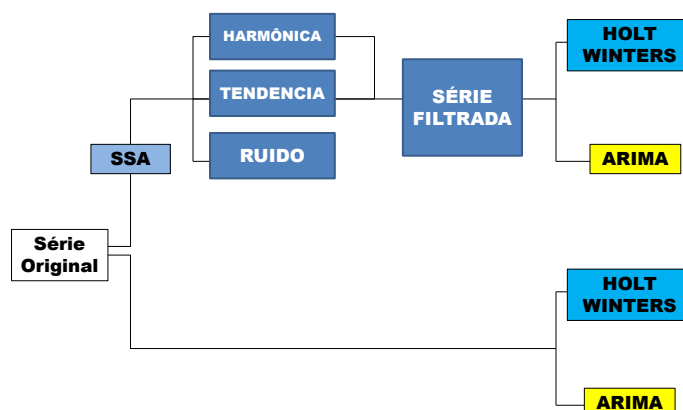 HARMÔNICA
TENDENCIA
RUIDO
SSA
SÉRIE
FILTRADA
HOLT
WINTERS
ARIMA
Série
Original
HOLT
WINTERS
ARIMA